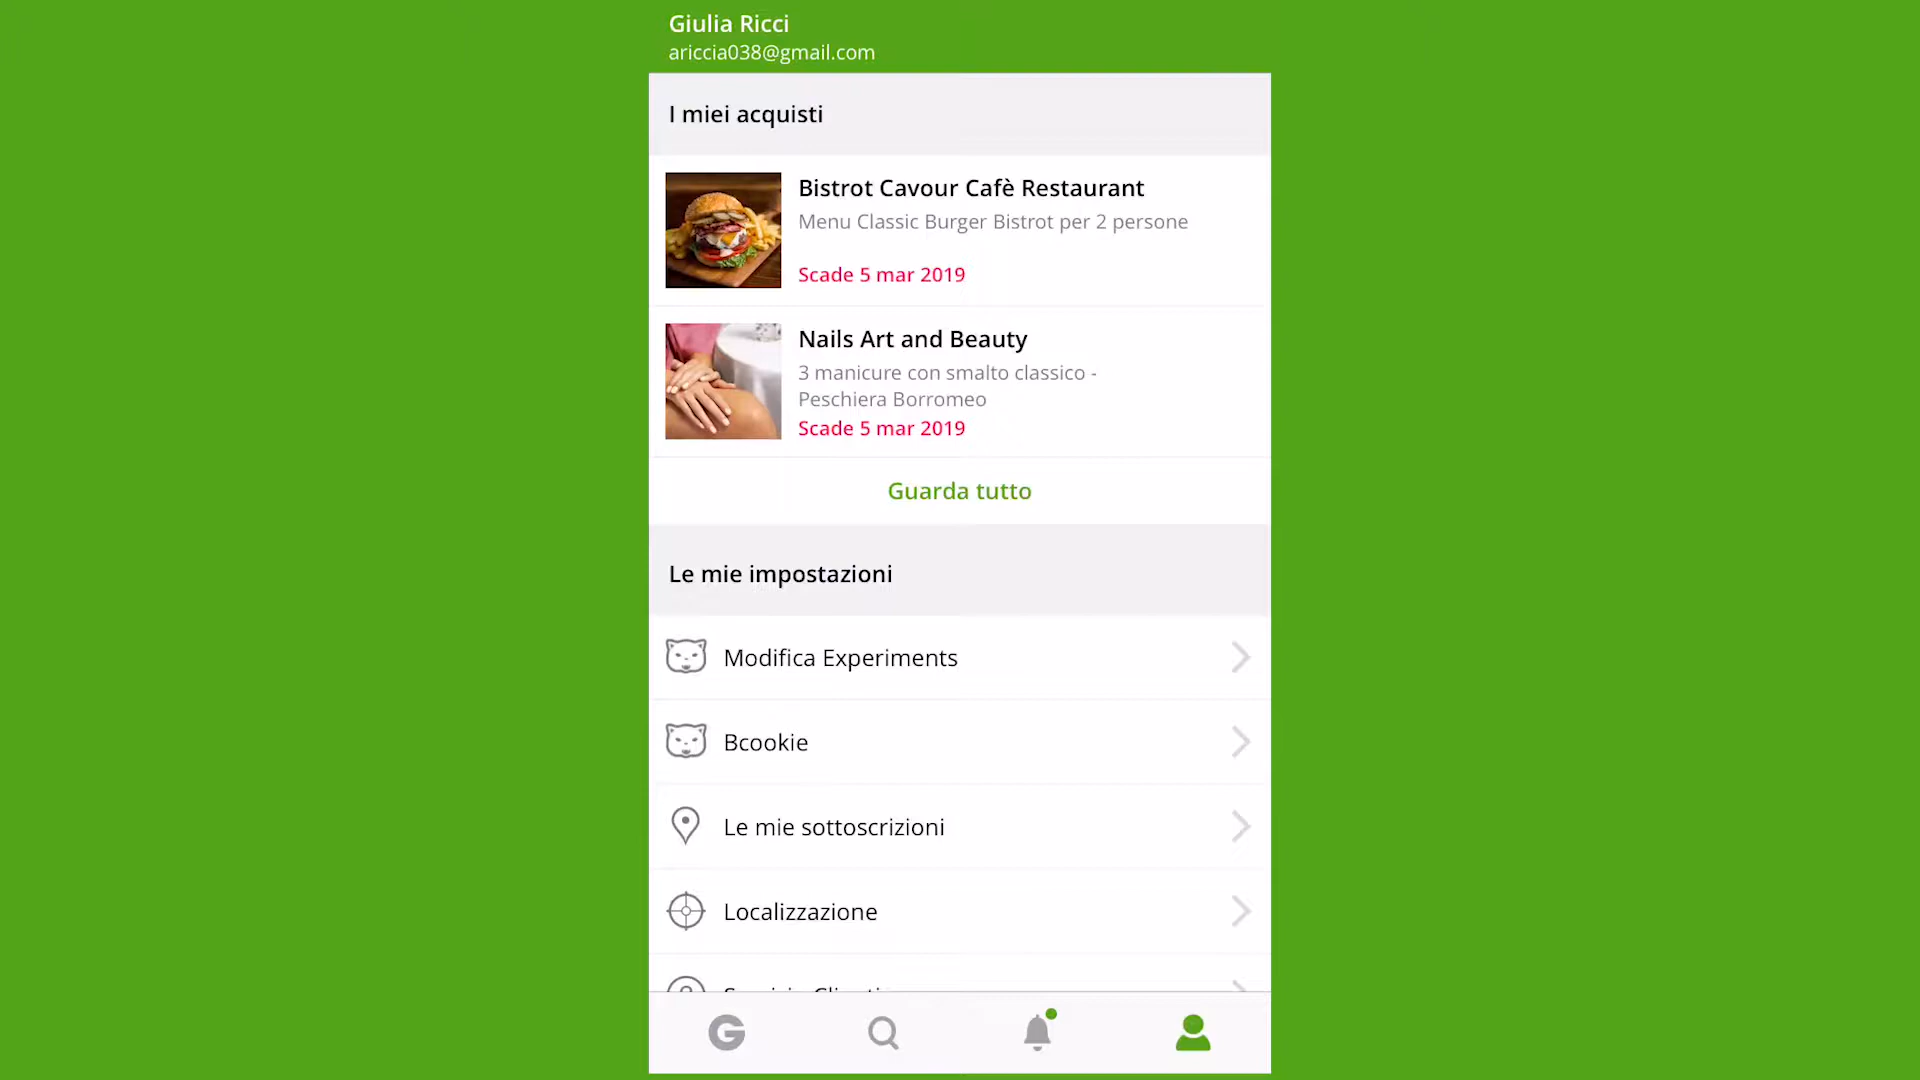 Giulia Ricci
ariccia038@gmail.com
I miei acquisti
Bistrot Cavour Cafè Restaurant
Menu Classic Burger Bistrot per 2 persone
Scade 5 mar 2019
Nails Art and Beauty
3 manicure con smalto classico -
Peschiera Borromeo
Scade 5 mar 2019
Guarda tutto
Le mie impostazioni
Modifica Experiments
Bcookie
Le mie sottoscrizioni
Localizzazione
G